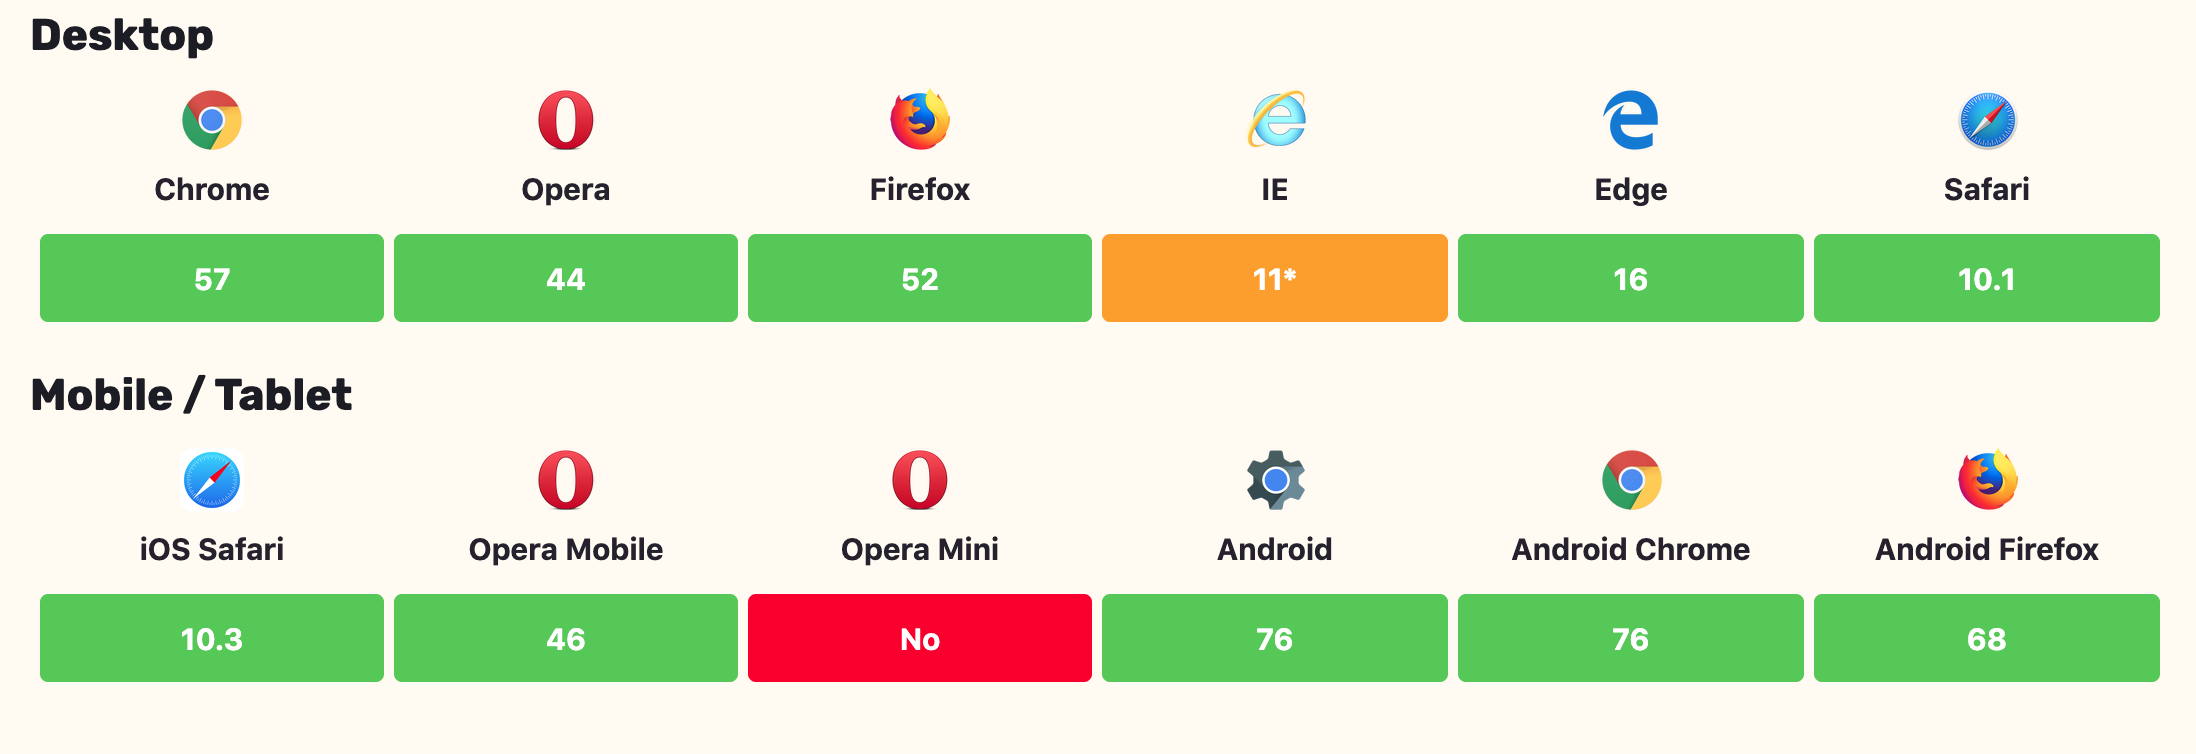 Desktop
Chrome Opera Firefox IE Edge Safari
57 44 52 11* 16 10.1
Mobile / Tablet
iOS Safari Opera Mobile Opera Mini Android Android Chrome Android Firefox
10.3 46 No 76 76 68